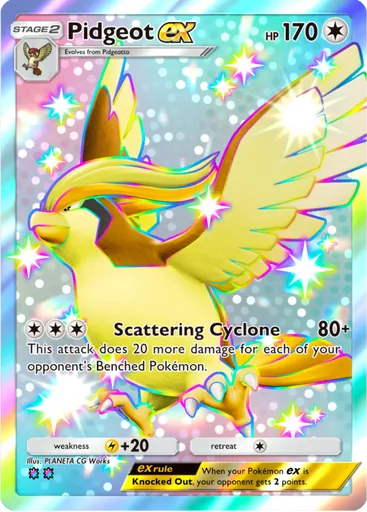 STAGE 2 Pidgeot ex HP 170
Evolves from Pidgeotto
Scattering Cyclone 80+
This attack does 20 more damage for each of your
opponent's Benched Pokémon.
weakness +20 retreat
Illus. PLANETA CG Works
ex rule When your Pokémon ex is
Knocked Out, your opponent gets 2 points.